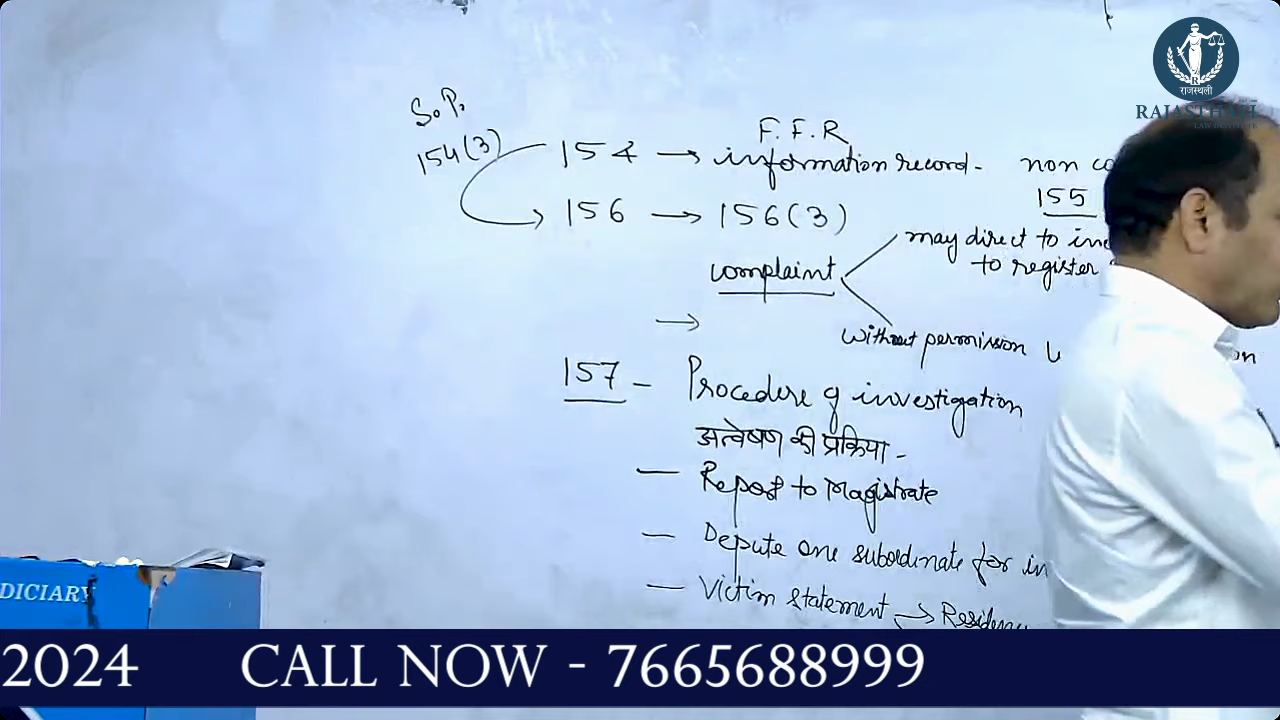 राजस्थली
RAJASTHALI
S.P.
154(3)
F.F.R
154 → information record - non co
155
156 → 156(3)
may direct to in
to register
complaint
→
without permission
on
157 - Procedure of investigation
अन्वेषण की प्रक्रिया -
— Report to Magistrate
— Depute one subordinate for in
— Victim statement → Residen
DICIARY
2024 CALL NOW - 7665688999